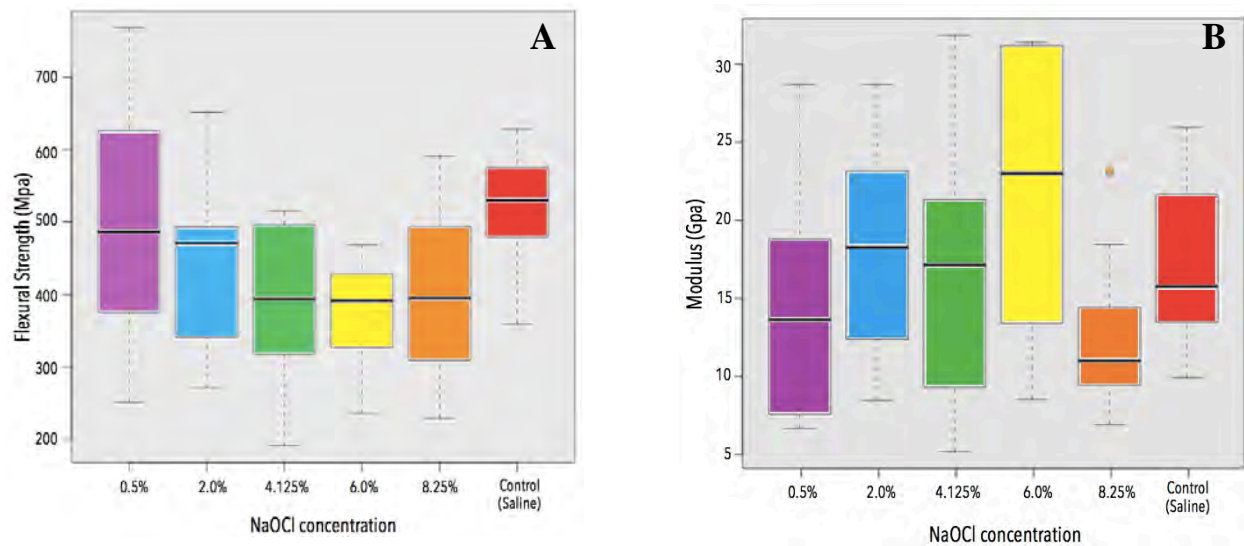 A
Flexural Strength (Mpa)
700
600
500
400
300
200
0.5% 2.0% 4.125% 6.0% 8.25% Control
(Saline)
NaOCl concentration
B
Modulus (Gpa)
30
25
20
15
10
5
0.5% 2.0% 4.125% 6.0% 8.25% Control
(Saline)
NaOCl concentration